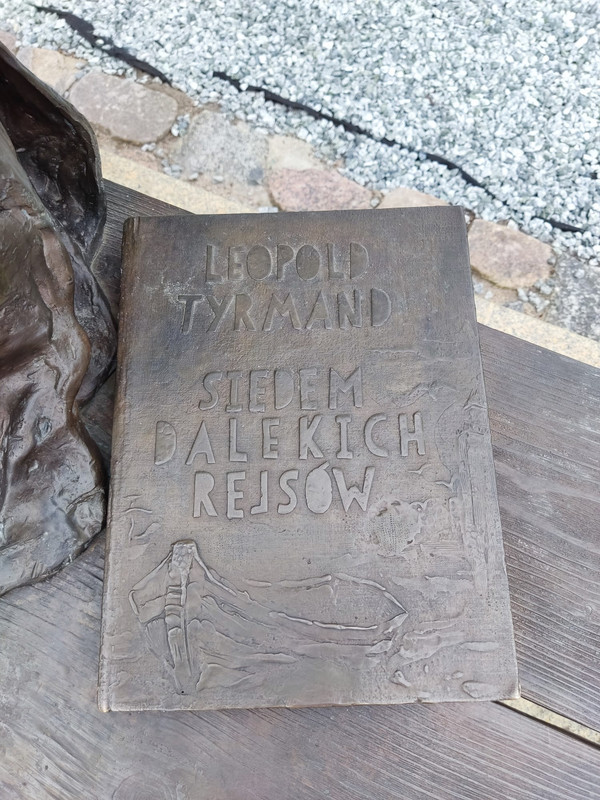 LEOPOLD
TYRMAND
SIEDEM
DALEKICH
REJSÓW